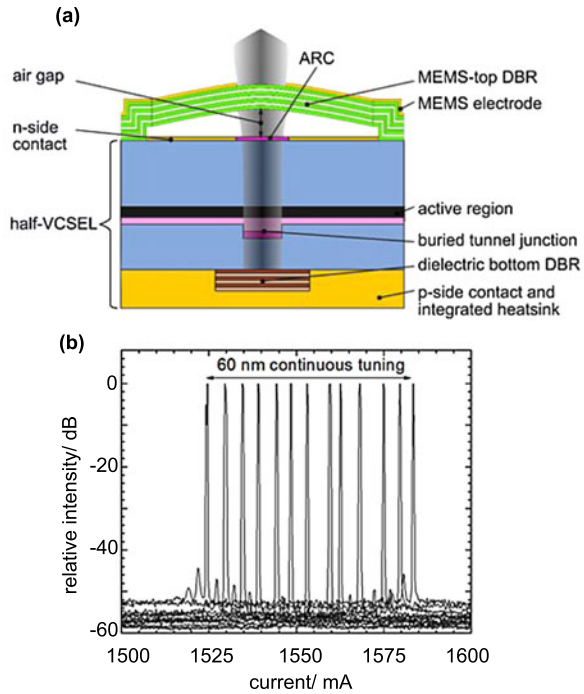 (a)
ARC
air gap
MEMS-top DBR
MEMS electrode
n-side
contact
half-VCSEL
active region
buried tunnel junction
dielectric bottom DBR
p-side contact and
integrated heatsink
(b)
60 nm continuous tuning
0
-20
-40
-60
relative intensity/ dB
1500 1525 1550 1575 1600
current/ mA